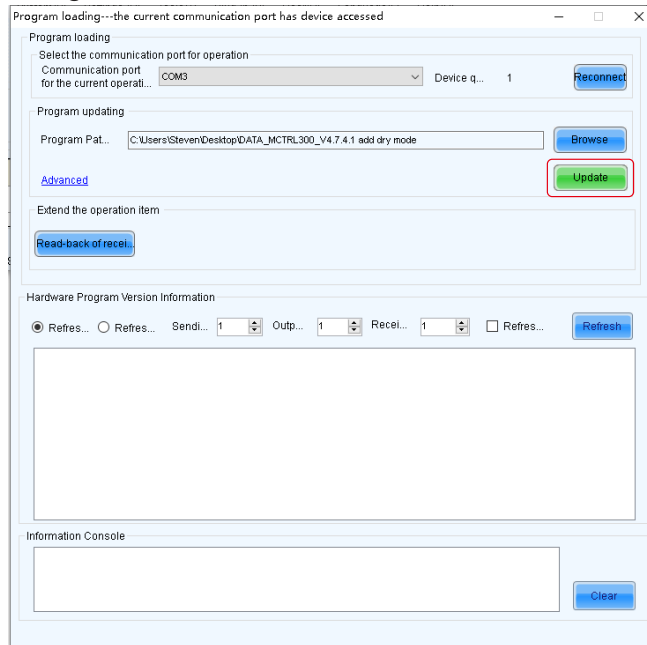 Program loading---the current communication port has device accessed
Program loading
Select the communication port for operation
Communication port
for the current operati...
COM3
Device q... 1
Reconnect
Program updating
Program Pat... C:\Users\Steven\Desktop\DATA_MCTRL300_V4.7.4.1 add dry mode Browse
Advanced
Update
Extend the operation item
Read-back of recei...
Hardware Program Version Information
Refres... Refres... Sendi... 1 Outp... 1 Recei... 1 Refres... Refresh
Information Console
Clear